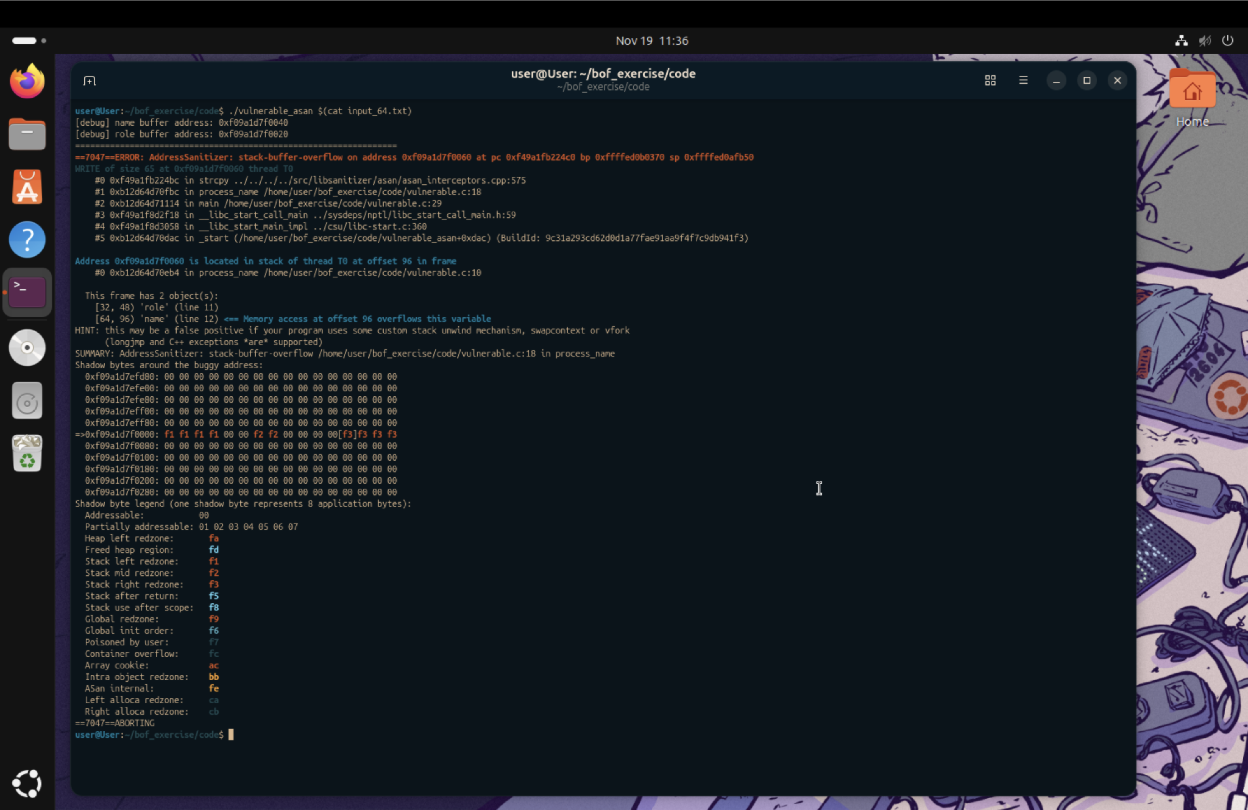 Nov 19 11:36
user@User: ~/bof_exercise/code
~/bof_exercise/code
Home
user@User:~/bof_exercise/code$ ./vulnerable_asan $(cat input_64.txt)
[debug] name buffer address: 0xf09a1d7f0040
[debug] role buffer address: 0xf09a1d7f0020
=================================================================
==7047==ERROR: AddressSanitizer: stack-buffer-overflow on address 0xf09a1d7f0060 at pc 0xf49a1fb224c0 bp 0xffffed0b0370 sp 0xffffed0afb50
WRITE of size 65 at 0xf09a1d7f0060 thread T0
#0 0xf49a1fb224bc in strcpy ../../../../src/libsanitizer/asan/asan_interceptors.cpp:575
#1 0xb12d64d70fbc in process_name /home/user/bof_exercise/code/vulnerable.c:18
#2 0xb12d64d71114 in main /home/user/bof_exercise/code/vulnerable.c:29
#3 0xf49a1f8d2f18 in __libc_start_call_main ../sysdeps/nptl/libc_start_call_main.h:59
#4 0xf49a1f8d3058 in __libc_start_main_impl ../csu/libc-start.c:360
#5 0xb12d64d70dac in _start (/home/user/bof_exercise/code/vulnerable_asan+0xdac) (BuildId: 9c31a293cd62d0d1a77fae91aa9f4f7c9db941f3)
Address 0xf09a1d7f0060 is located in stack of thread T0 at offset 96 in frame
#0 0xb12d64d70eb4 in process_name /home/user/bof_exercise/code/vulnerable.c:10
This frame has 2 object(s):
[32, 48) 'role' (line 11)
[64, 96) 'name' (line 12) <== Memory access at offset 96 overflows this variable
HINT: this may be a false positive if your program uses some custom stack unwind mechanism, swapcontext or vfork
(longjmp and C++ exceptions *are* supported)
SUMMARY: AddressSanitizer: stack-buffer-overflow /home/user/bof_exercise/code/vulnerable.c:18 in process_name
Shadow bytes around the buggy address:
0xf09a1d7efd80: 00 00 00 00 00 00 00 00 00 00 00 00 00 00 00 00
0xf09a1d7efe00: 00 00 00 00 00 00 00 00 00 00 00 00 00 00 00 00
0xf09a1d7efe80: 00 00 00 00 00 00 00 00 00 00 00 00 00 00 00 00
0xf09a1d7eff00: 00 00 00 00 00 00 00 00 00 00 00 00 00 00 00 00
0xf09a1d7eff80: 00 00 00 00 00 00 00 00 00 00 00 00 00 00 00 00
=>0xf09a1d7f0000: f1 f1 f1 f1 00 00 f2 f2 00 00 00 00[f3]f3 f3 f3
0xf09a1d7f0080: 00 00 00 00 00 00 00 00 00 00 00 00 00 00 00 00
0xf09a1d7f0100: 00 00 00 00 00 00 00 00 00 00 00 00 00 00 00 00
0xf09a1d7f0180: 00 00 00 00 00 00 00 00 00 00 00 00 00 00 00 00
0xf09a1d7f0200: 00 00 00 00 00 00 00 00 00 00 00 00 00 00 00 00
0xf09a1d7f0280: 00 00 00 00 00 00 00 00 00 00 00 00 00 00 00 00
Shadow byte legend (one shadow byte represents 8 application bytes):
Addressable: 00
Partially addressable: 01 02 03 04 05 06 07
Heap left redzone: fa
Freed heap region: fd
Stack left redzone: f1
Stack mid redzone: f2
Stack right redzone: f3
Stack after return: f5
Stack use after scope: f8
Global redzone: f9
Global init order: f6
Poisoned by user: f7
Container overflow: fc
Array cookie: ac
Intra object redzone: bb
ASan internal: fe
Left alloca redzone: ca
Right alloca redzone: cb
==7047==ABORTING
user@User:~/bof_exercise/code$